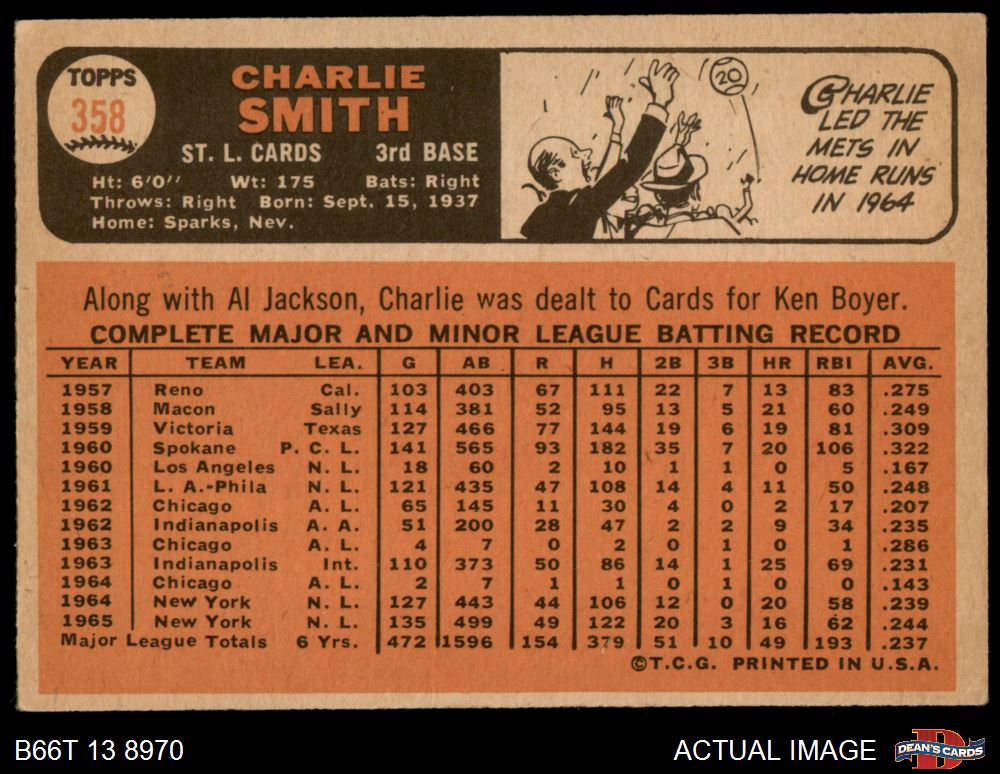 TOPPS
358
CHARLIE
SMITH
ST. L. CARDS 3rd BASE
Ht: 6'0" Wt: 175 Bats: Right
Throws: Right Born: Sept. 15, 1937
Home: Sparks, Nev.
20
CHARLIE
LED THE
METS IN
HOME RUNS
IN 1964
Along with Al Jackson, Charlie was dealt to Cards for Ken Boyer.
COMPLETE MAJOR AND MINOR LEAGUE BATTING RECORD
YEAR TEAM LEA. G AB R H 2B 3B HR RBI AVG.
1957 Reno Cal. 103 403 67 111 22 7 13 83 .275
1958 Macon Sally 114 381 52 95 13 5 21 60 .249
1959 Victoria Texas 127 466 77 144 19 6 19 81 .309
1960 Spokane P. C. L. 141 565 93 182 35 7 20 106 .322
1960 Los Angeles N. L. 18 60 2 10 1 1 0 5 .167
1961 L. A.-Phila N. L. 121 435 47 108 14 4 11 50 .248
1962 Chicago A. L. 65 145 11 30 4 0 2 17 .207
1962 Indianapolis A. A. 51 200 28 47 2 2 9 34 .235
1963 Chicago A. L. 4 7 0 2 0 1 0 1 .286
1963 Indianapolis Int. 110 373 50 86 14 1 25 69 .231
1964 Chicago A. L. 2 7 1 1 0 1 0 0 .143
1964 New York N. L. 127 443 44 106 12 0 20 58 .239
1965 New York N. L. 135 499 49 122 20 3 16 62 .244
Major League Totals 6 Yrs. 472 1596 154 379 51 10 49 193 .237
©T.C.G. PRINTED IN U.S.A.
B66T 13 8970
ACTUAL IMAGE
D
DEAN'S CARDS